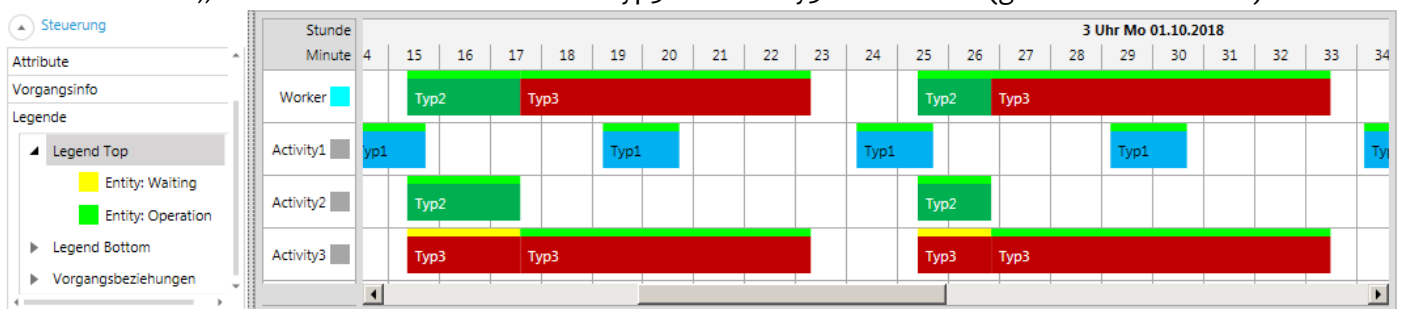 Steuerung
Attribute
Vorgangsinfo
Legende
Legend Top
Entity: Waiting
Entity: Operation
Legend Bottom
Vorgangsbeziehungen
Stunde 3 Uhr Mo 01.10.2018
Minute 4 15 16 17 18 19 20 21 22 23 24 25 26 27 28 29 30 31 32 33 34
Worker Typ2 Typ3 Typ2 Typ3
Activity1 Typ1 Typ1 Typ1 Typ1
Activity2 Typ2 Typ2
Activity3 Typ3 Typ3 Typ3 Typ3